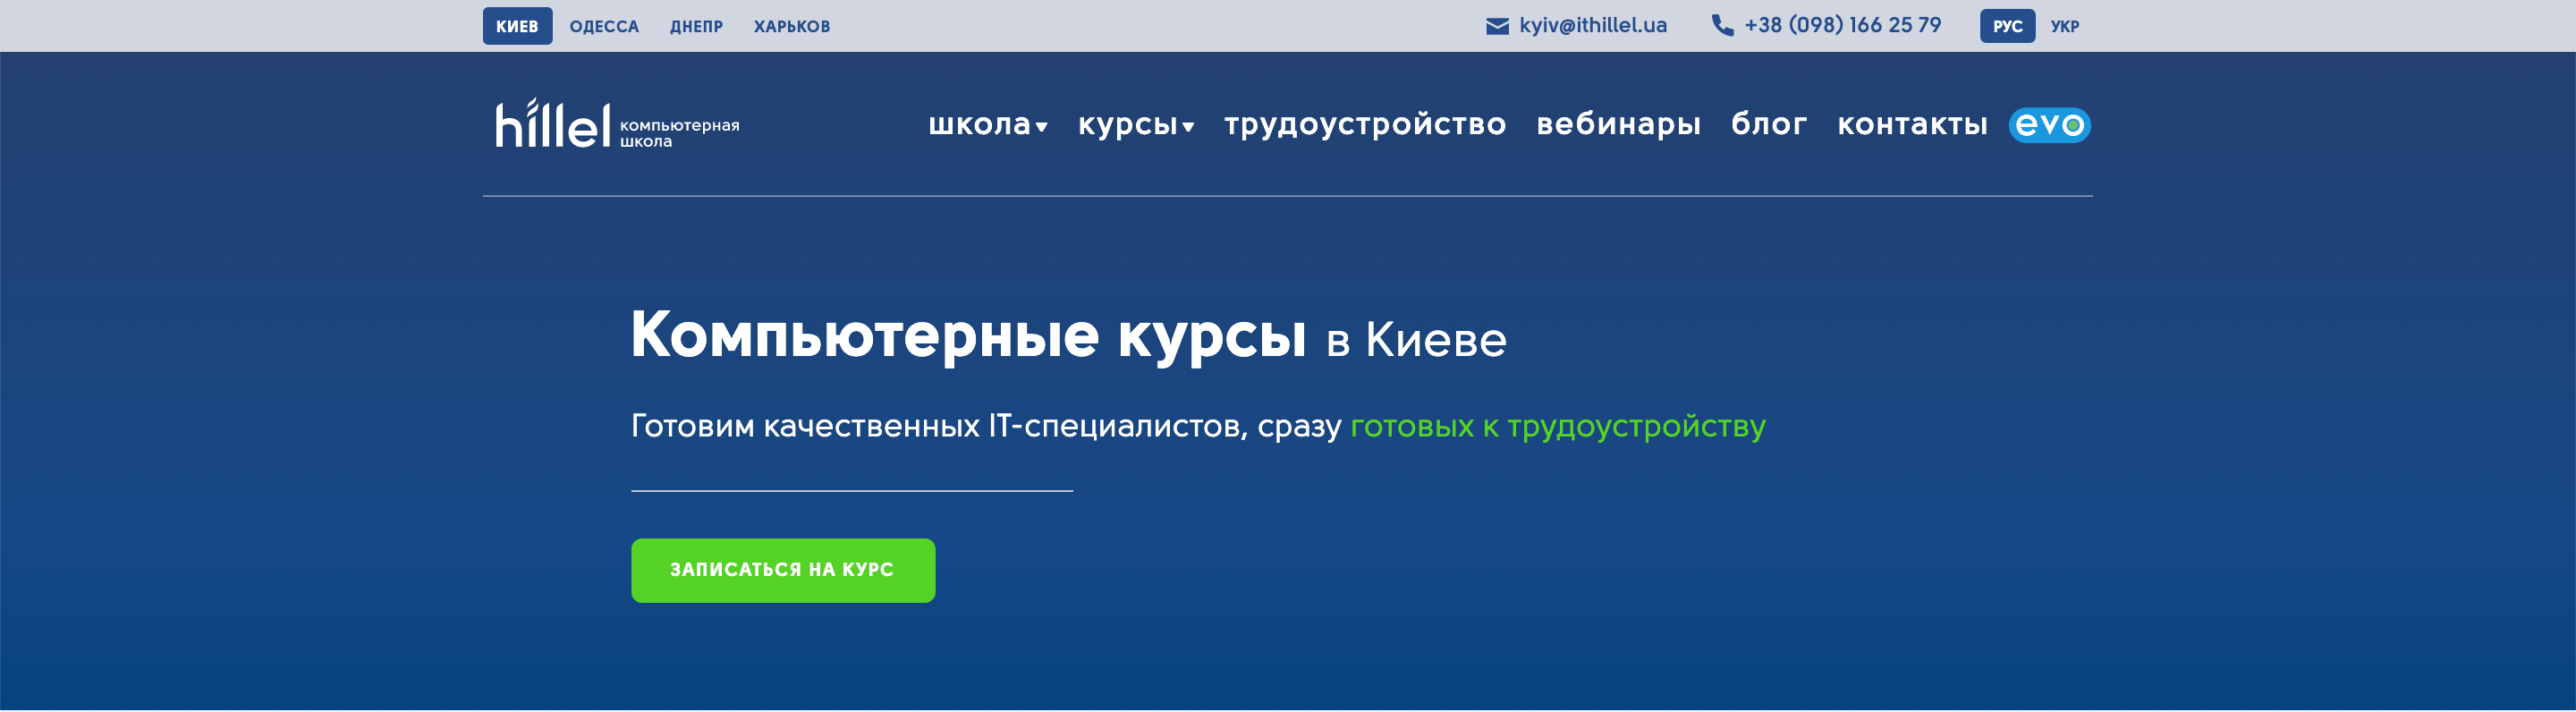 КИЕВ ОДЕССА ДНЕПР ХАРЬКОВ kyiv@ithillel.ua +38 (098) 166 25 79 РУС УКР
hillel компьютерная школа школа курсы трудоустройство вебинары блог контакты evo
Компьютерные курсы в Киеве
Готовим качественных IT-специалистов, сразу готовых к трудоустройству
ЗАПИСАТЬСЯ НА КУРС